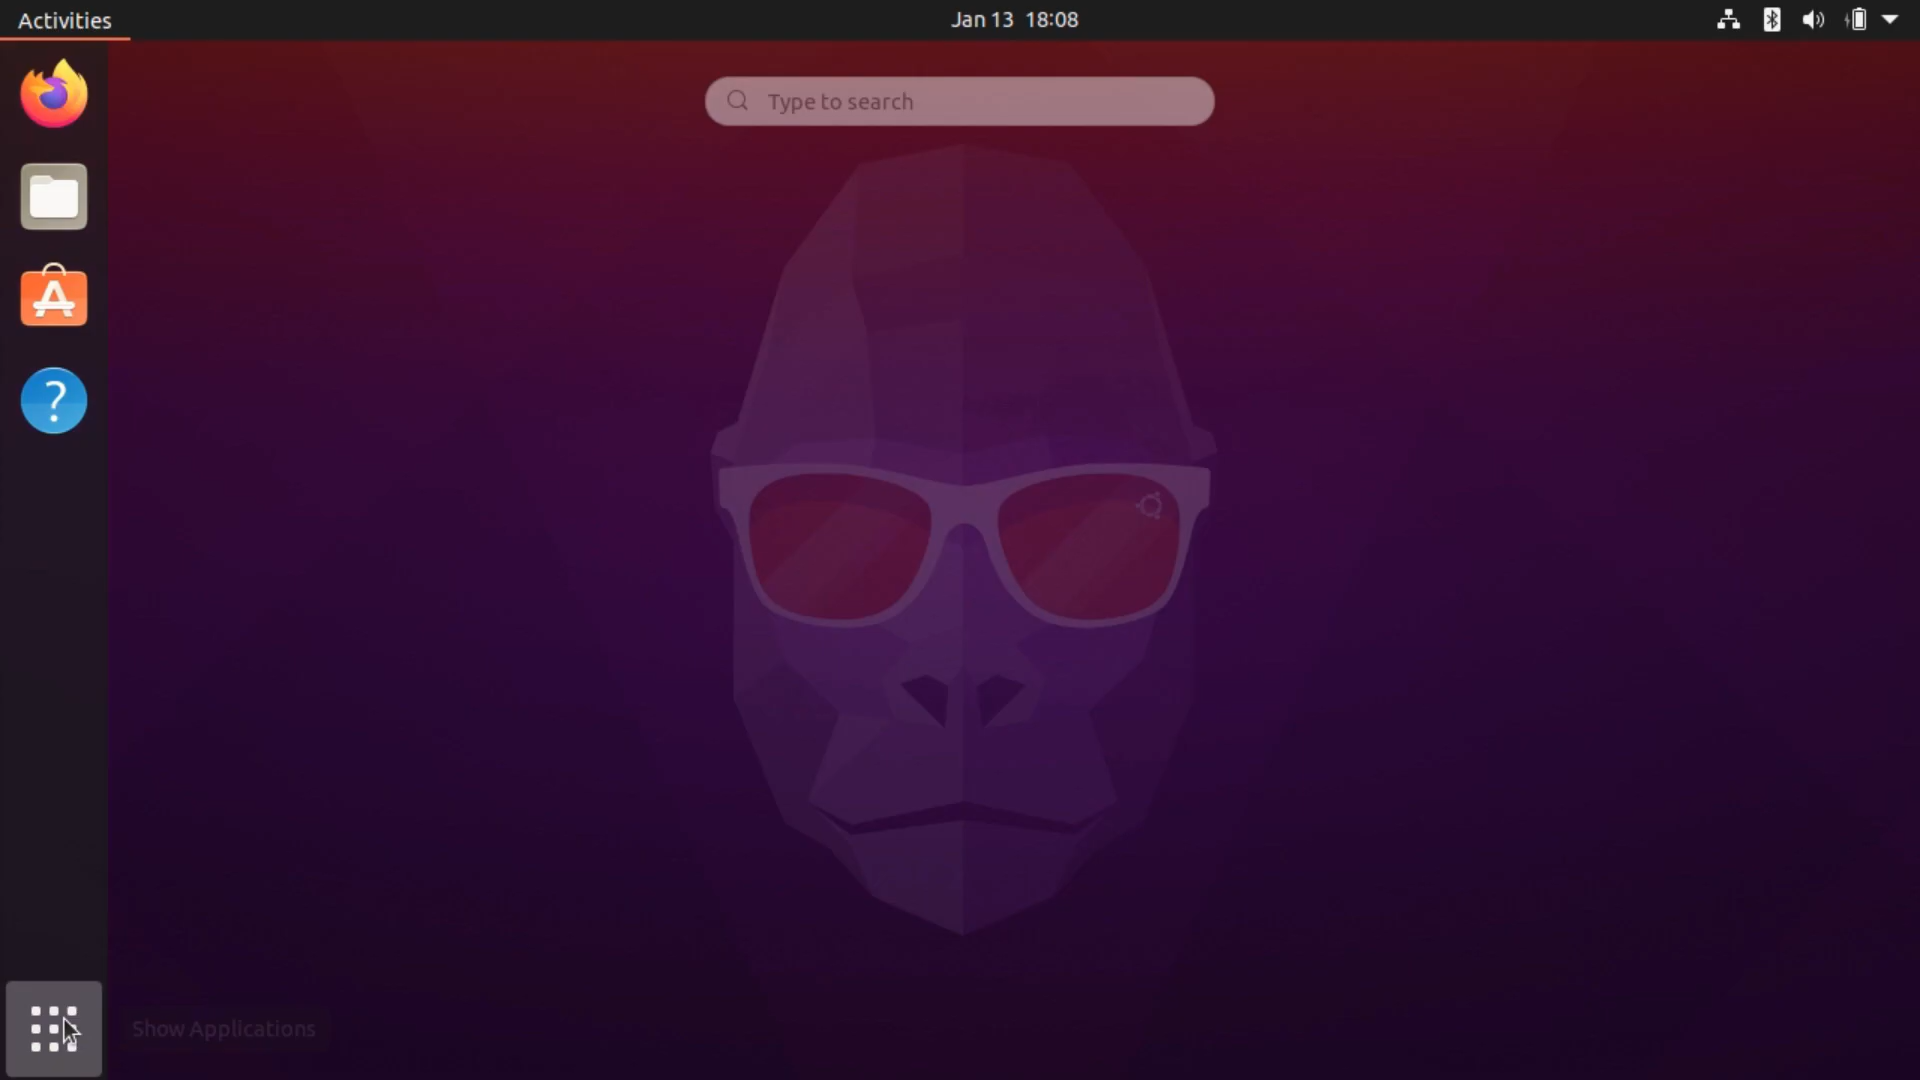 Activities
Jan 13 18:08
Type to search
Show Applications